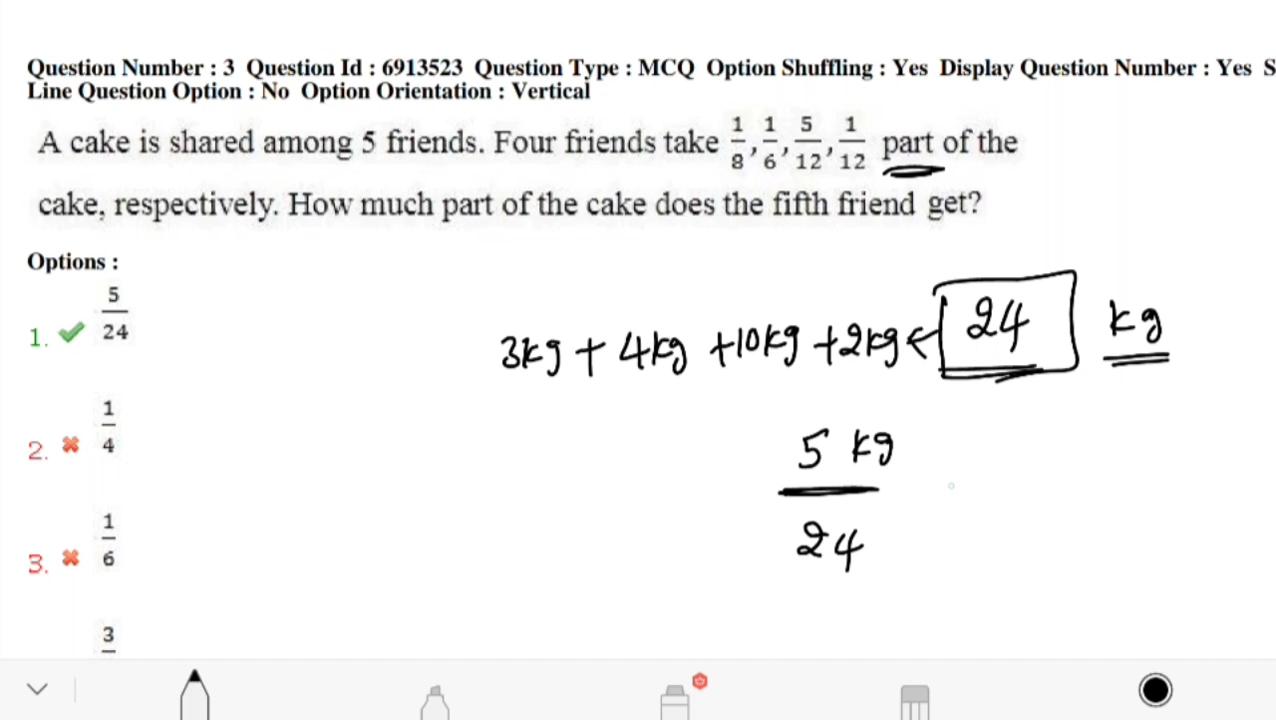 Question Number : 3 Question Id : 6913523 Question Type : MCQ Option Shuffling : Yes Display Question Number : Yes S
Line Question Option : No Option Orientation : Vertical
A cake is shared among 5 friends. Four friends take 1/8, 1/6, 5/12, 1/12 part of the
cake, respectively. How much part of the cake does the fifth friend get?
Options :
1. 5/24
3kg + 4kg +10kg +2kg ← 24 kg
2. 1/4
5 kg
24
3. 1/6
3